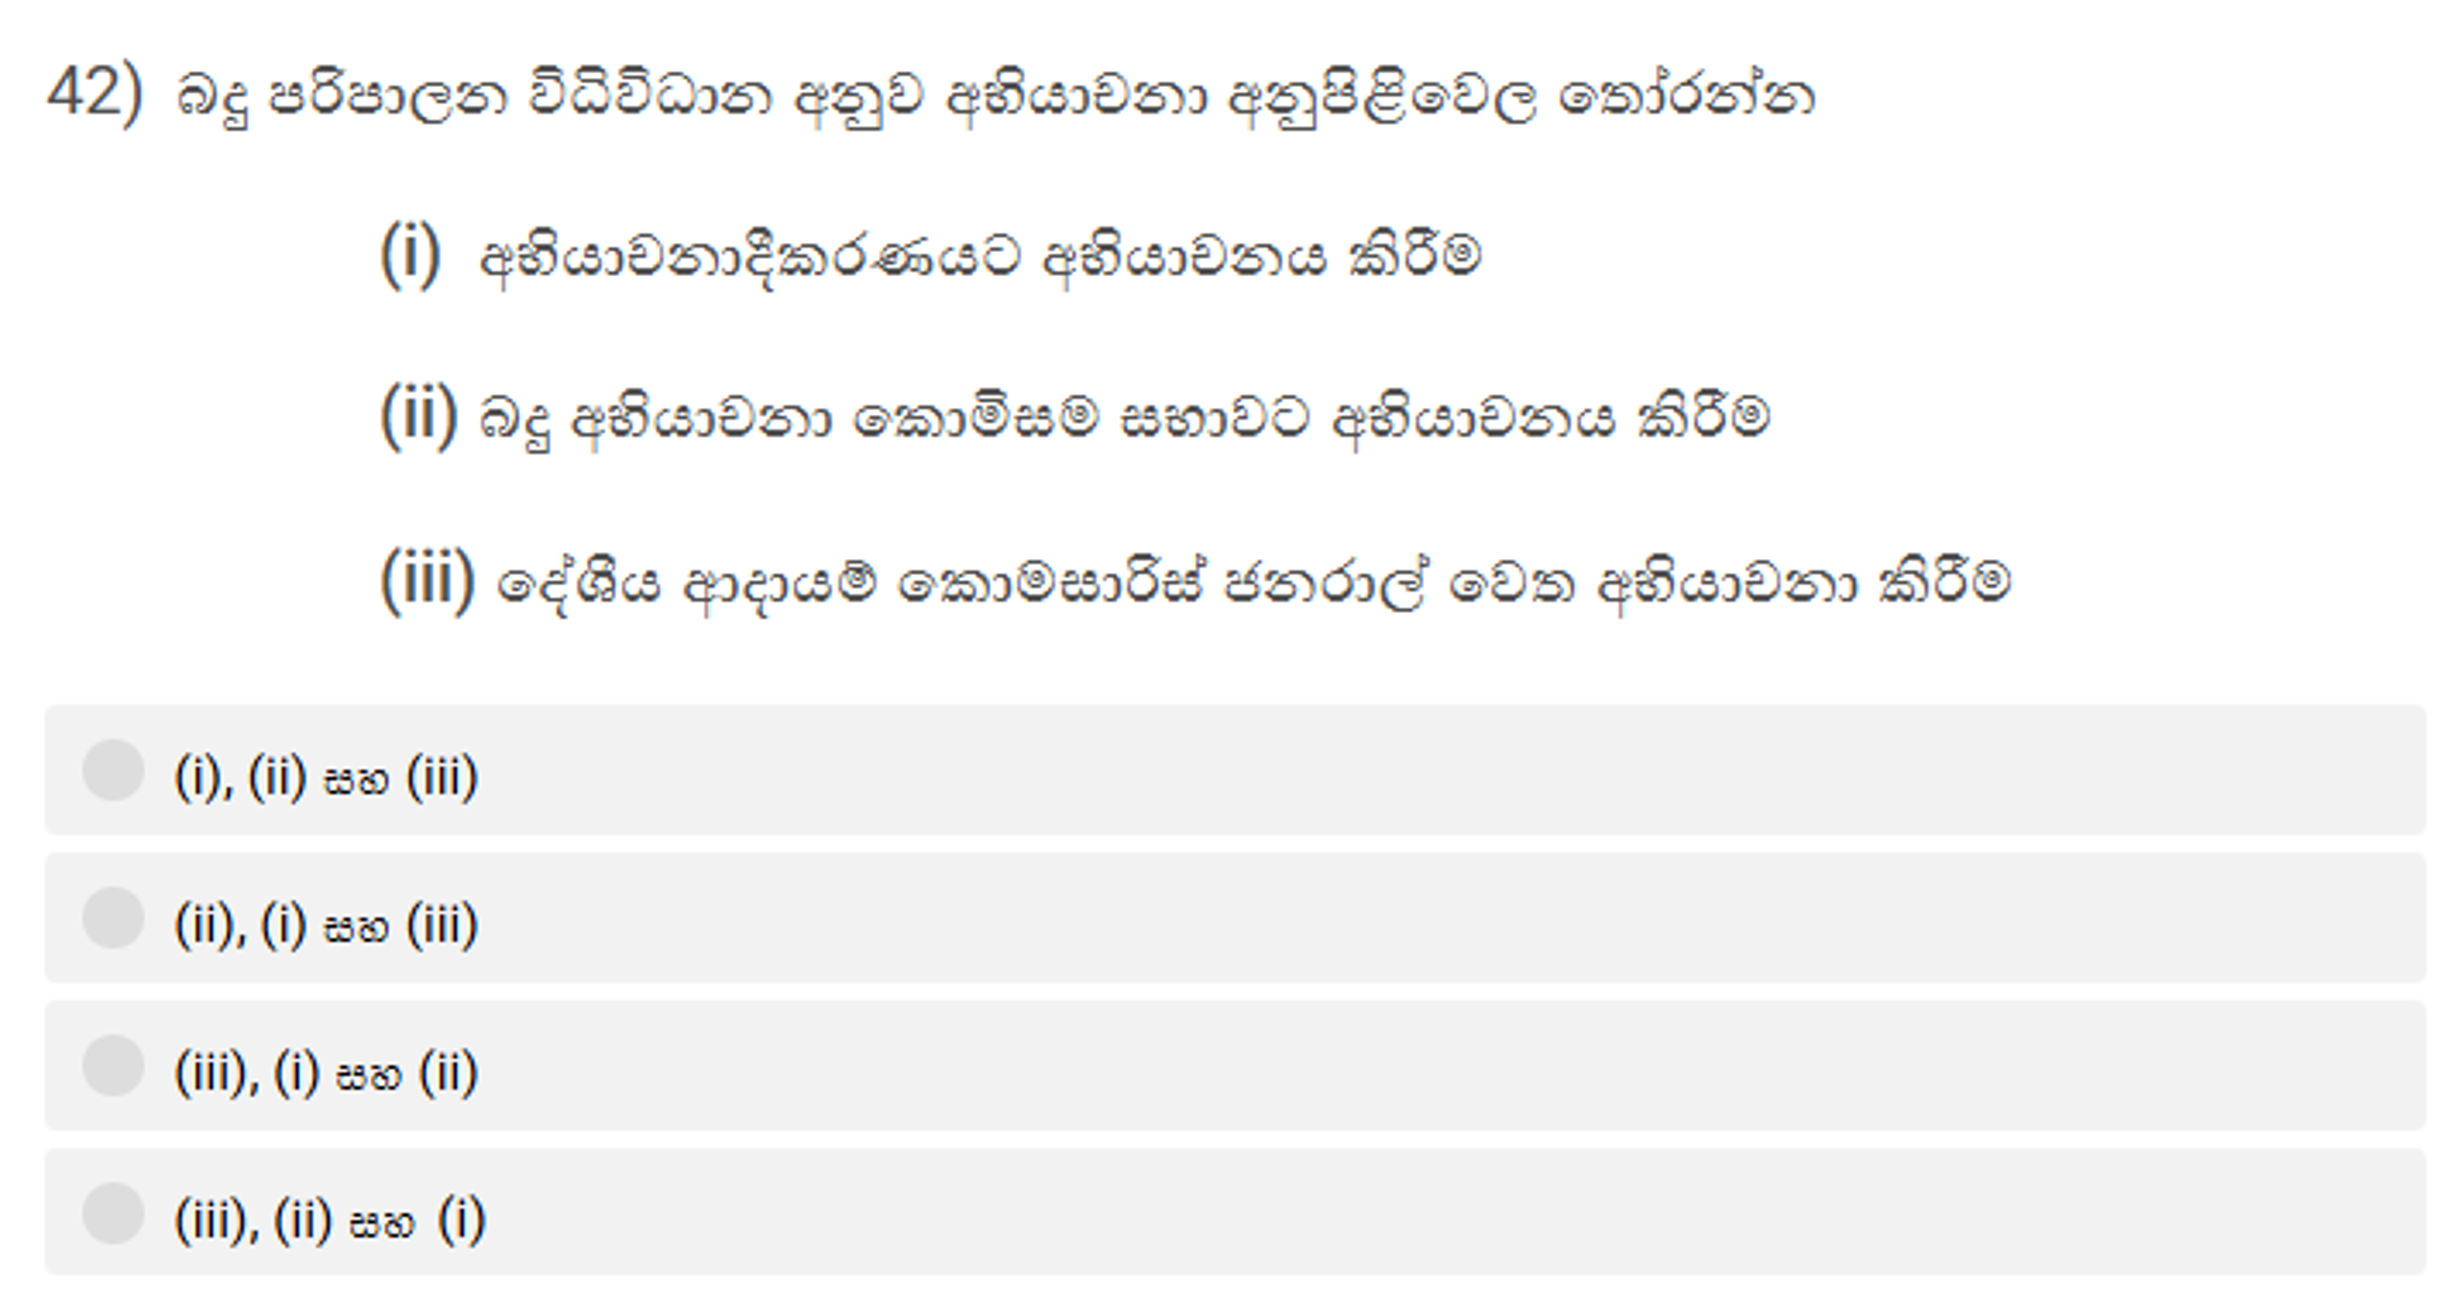 42) බදු පරිපාලන විධිවිධාන අනුව අභියාචනා අනුපිළිවෙල තෝරන්න
(i) අභියාචනාදීකරණයට අභියාචනය කිරීම
(ii) බදු අභියාචනා කොමිසම සභාවට අභියාචනය කිරීම
(iii) දේශීය ආදායම් කොමසාරිස් ජනරාල් වෙත අභියාචනා කිරීම
(i), (ii) සහ (iii)
(ii), (i) සහ (iii)
(iii), (i) සහ (ii)
(iii), (ii) සහ (i)